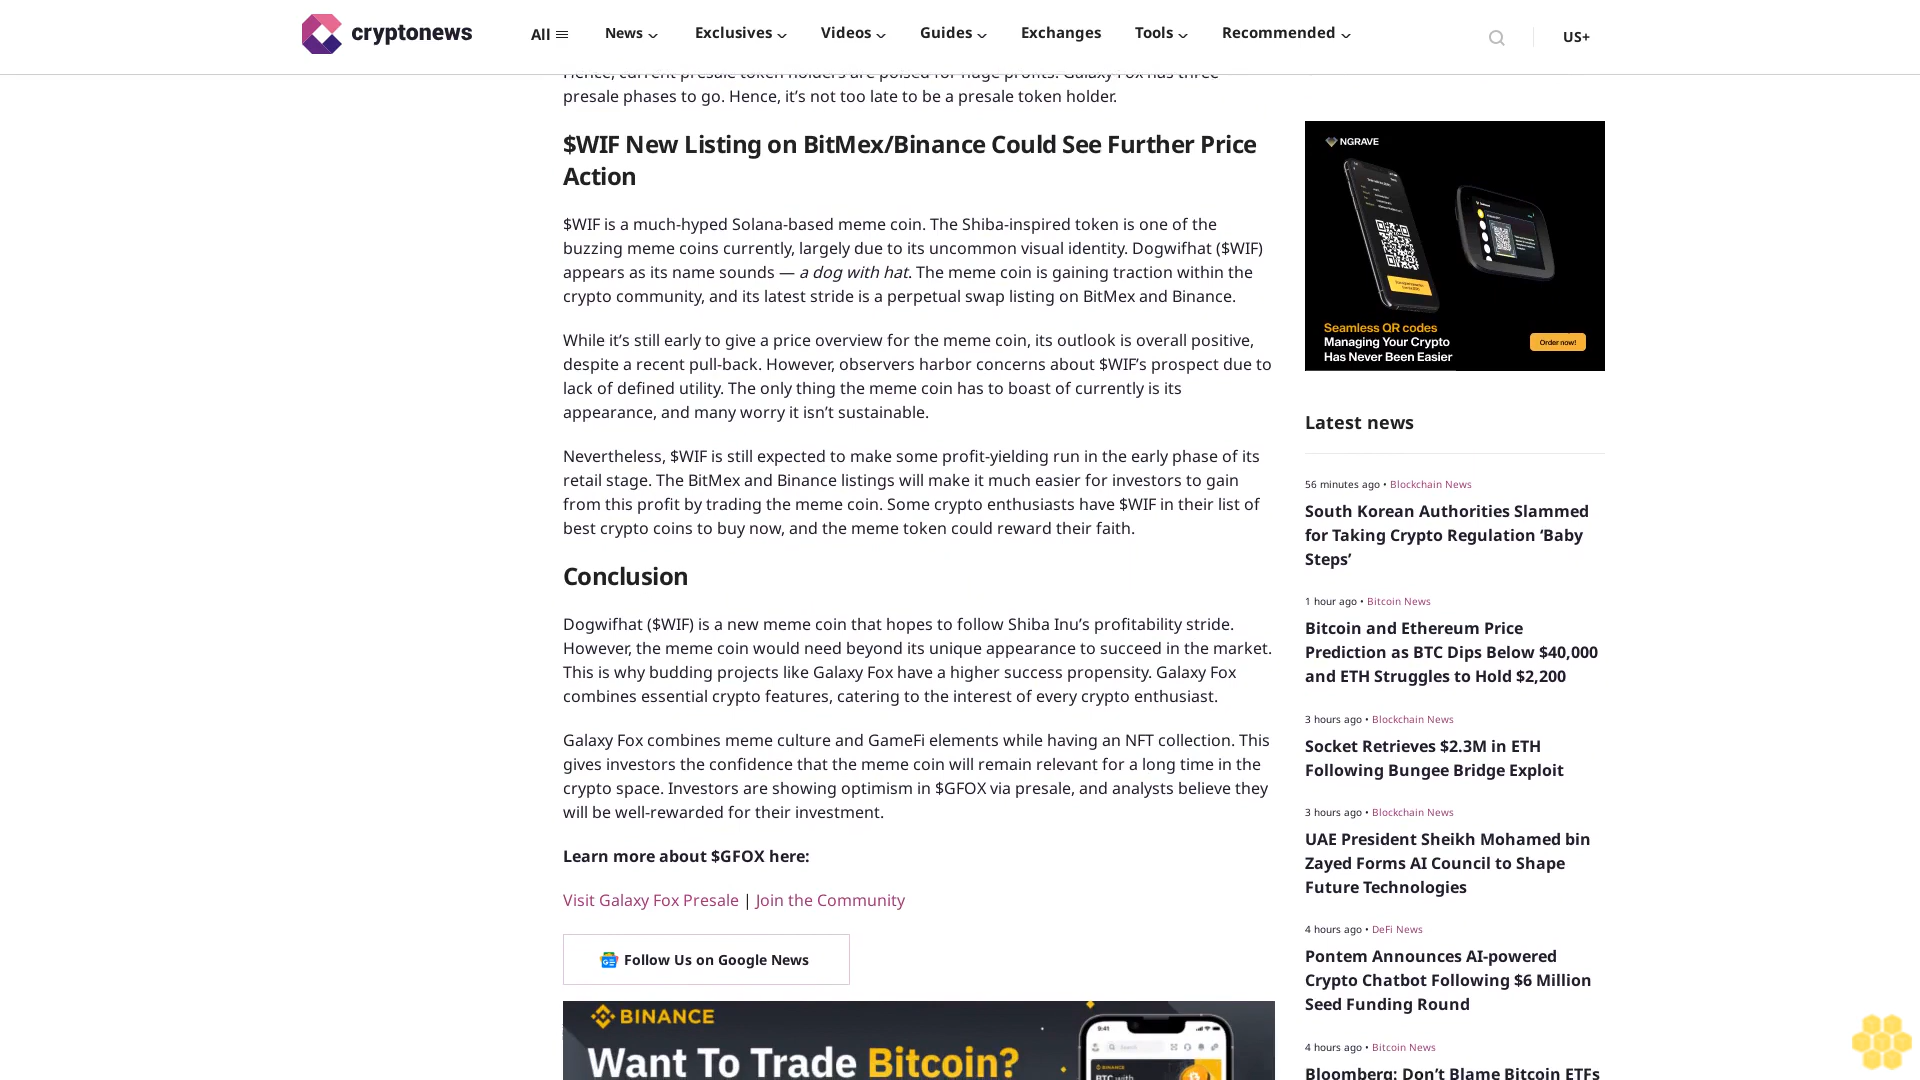 cryptonews
All
News
Exclusives
Videos
Guides
Exchanges
Tools
Recommended
US+
Hence, current presale token holders are poised for huge profits. Galaxy Fox has three
presale phases to go. Hence, it’s not too late to be a presale token holder.
$WIF New Listing on BitMex/Binance Could See Further Price
Action
$WIF is a much-hyped Solana-based meme coin. The Shiba-inspired token is one of the
buzzing meme coins currently, largely due to its uncommon visual identity. Dogwifhat ($WIF)
appears as its name sounds — a dog with hat. The meme coin is gaining traction within the
crypto community, and its latest stride is a perpetual swap listing on BitMex and Binance.
While it’s still early to give a price overview for the meme coin, its outlook is overall positive,
despite a recent pull-back. However, observers harbor concerns about $WIF’s prospect due to
lack of defined utility. The only thing the meme coin has to boast of currently is its
appearance, and many worry it isn’t sustainable.
Nevertheless, $WIF is still expected to make some profit-yielding run in the early phase of its
retail stage. The BitMex and Binance listings will make it much easier for investors to gain
from this profit by trading the meme coin. Some crypto enthusiasts have $WIF in their list of
best crypto coins to buy now, and the meme token could reward their faith.
Conclusion
Dogwifhat ($WIF) is a new meme coin that hopes to follow Shiba Inu’s profitability stride.
However, the meme coin would need beyond its unique appearance to succeed in the market.
This is why budding projects like Galaxy Fox have a higher success propensity. Galaxy Fox
combines essential crypto features, catering to the interest of every crypto enthusiast.
Galaxy Fox combines meme culture and GameFi elements while having an NFT collection. This
gives investors the confidence that the meme coin will remain relevant for a long time in the
crypto space. Investors are showing optimism in $GFOX via presale, and analysts believe they
will be well-rewarded for their investment.
Learn more about $GFOX here:
Visit Galaxy Fox Presale | Join the Community
Follow Us on Google News
BINANCE
Want To Trade Bitcoin?
9:41
Search
BINANCE
BTC with
NGRAVE
Seamless QR codes
Managing Your Crypto
Has Never Been Easier
Order now!
Latest news
56 minutes ago • Blockchain News
South Korean Authorities Slammed
for Taking Crypto Regulation ‘Baby
Steps’
1 hour ago • Bitcoin News
Bitcoin and Ethereum Price
Prediction as BTC Dips Below $40,000
and ETH Struggles to Hold $2,200
3 hours ago • Blockchain News
Socket Retrieves $2.3M in ETH
Following Bungee Bridge Exploit
3 hours ago • Blockchain News
UAE President Sheikh Mohamed bin
Zayed Forms AI Council to Shape
Future Technologies
4 hours ago • DeFi News
Pontem Announces AI-powered
Crypto Chatbot Following $6 Million
Seed Funding Round
4 hours ago • Bitcoin News
Bloomberg: Don’t Blame Bitcoin ETFs